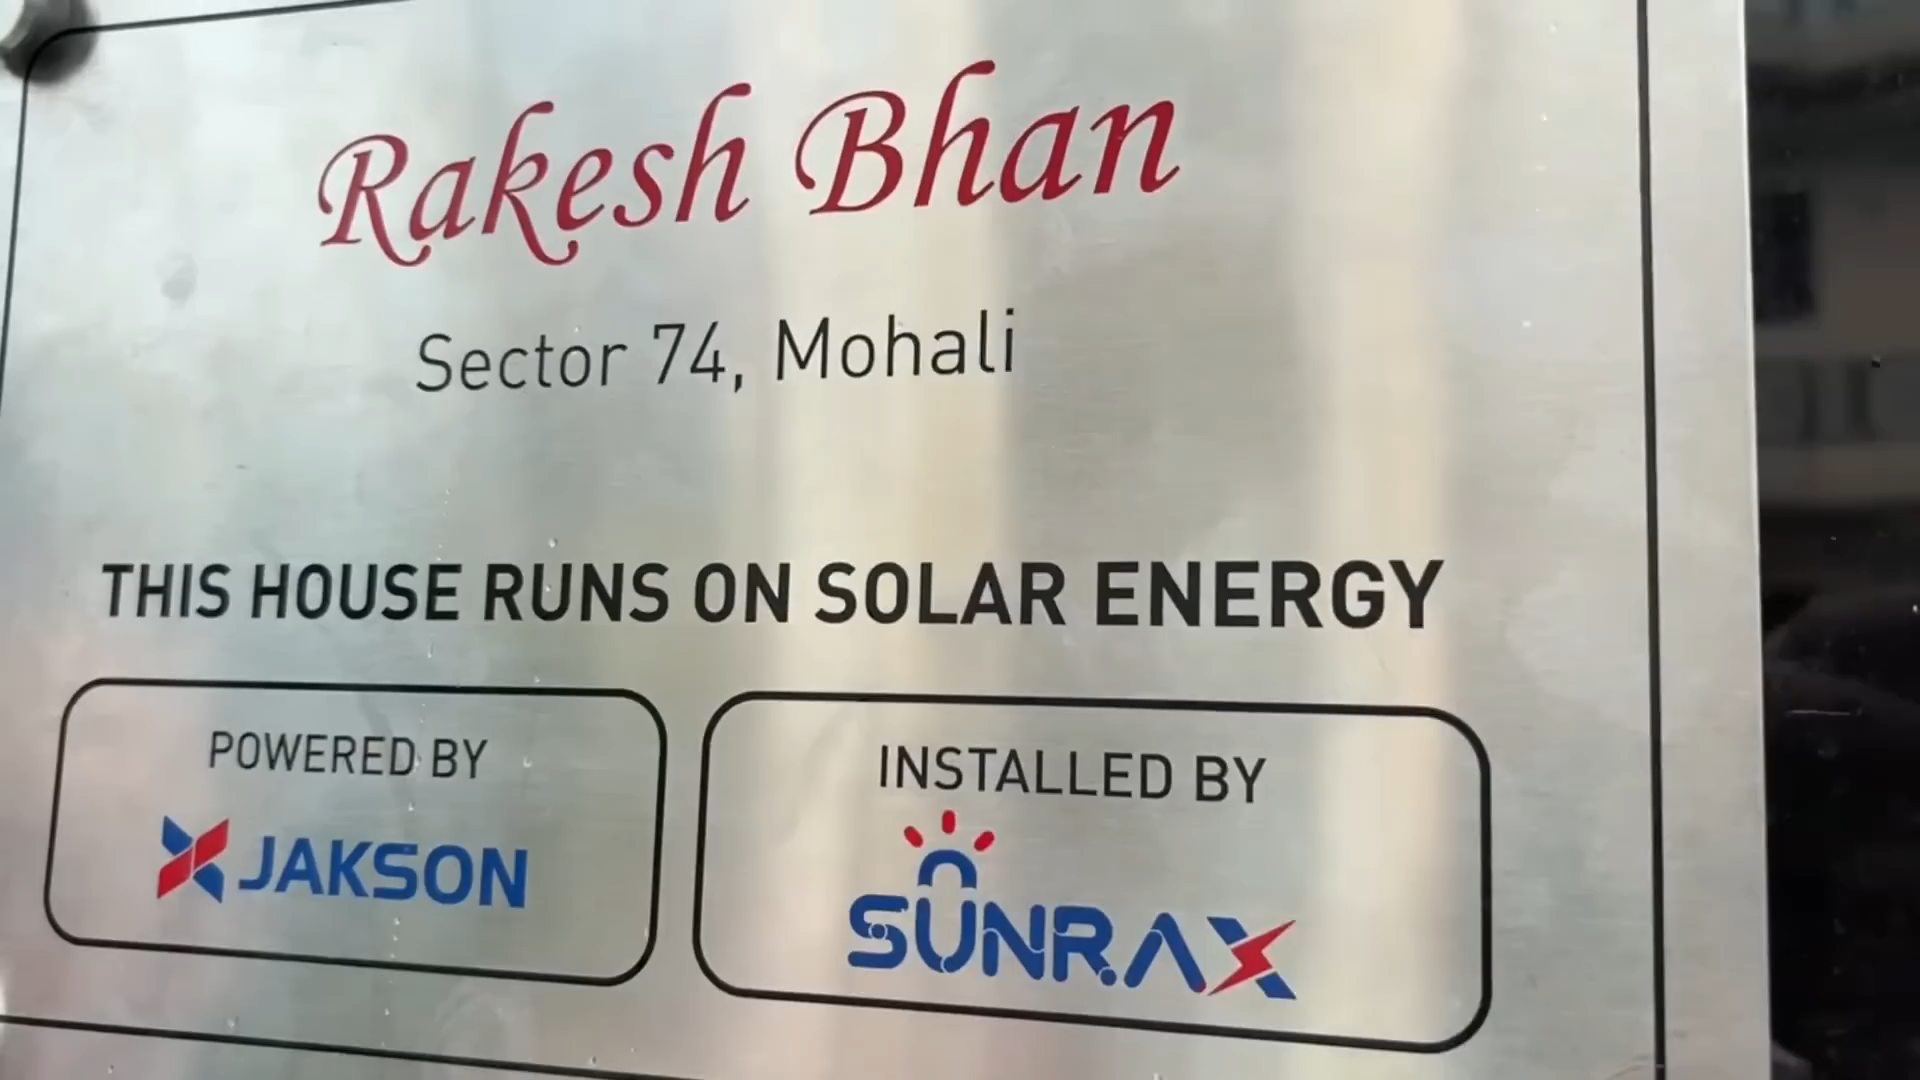 Rakesh Bhan
Sector 74, Mohali
THIS HOUSE RUNS ON SOLAR ENERGY
POWERED BY
JAKSON
INSTALLED BY
SUNRAX